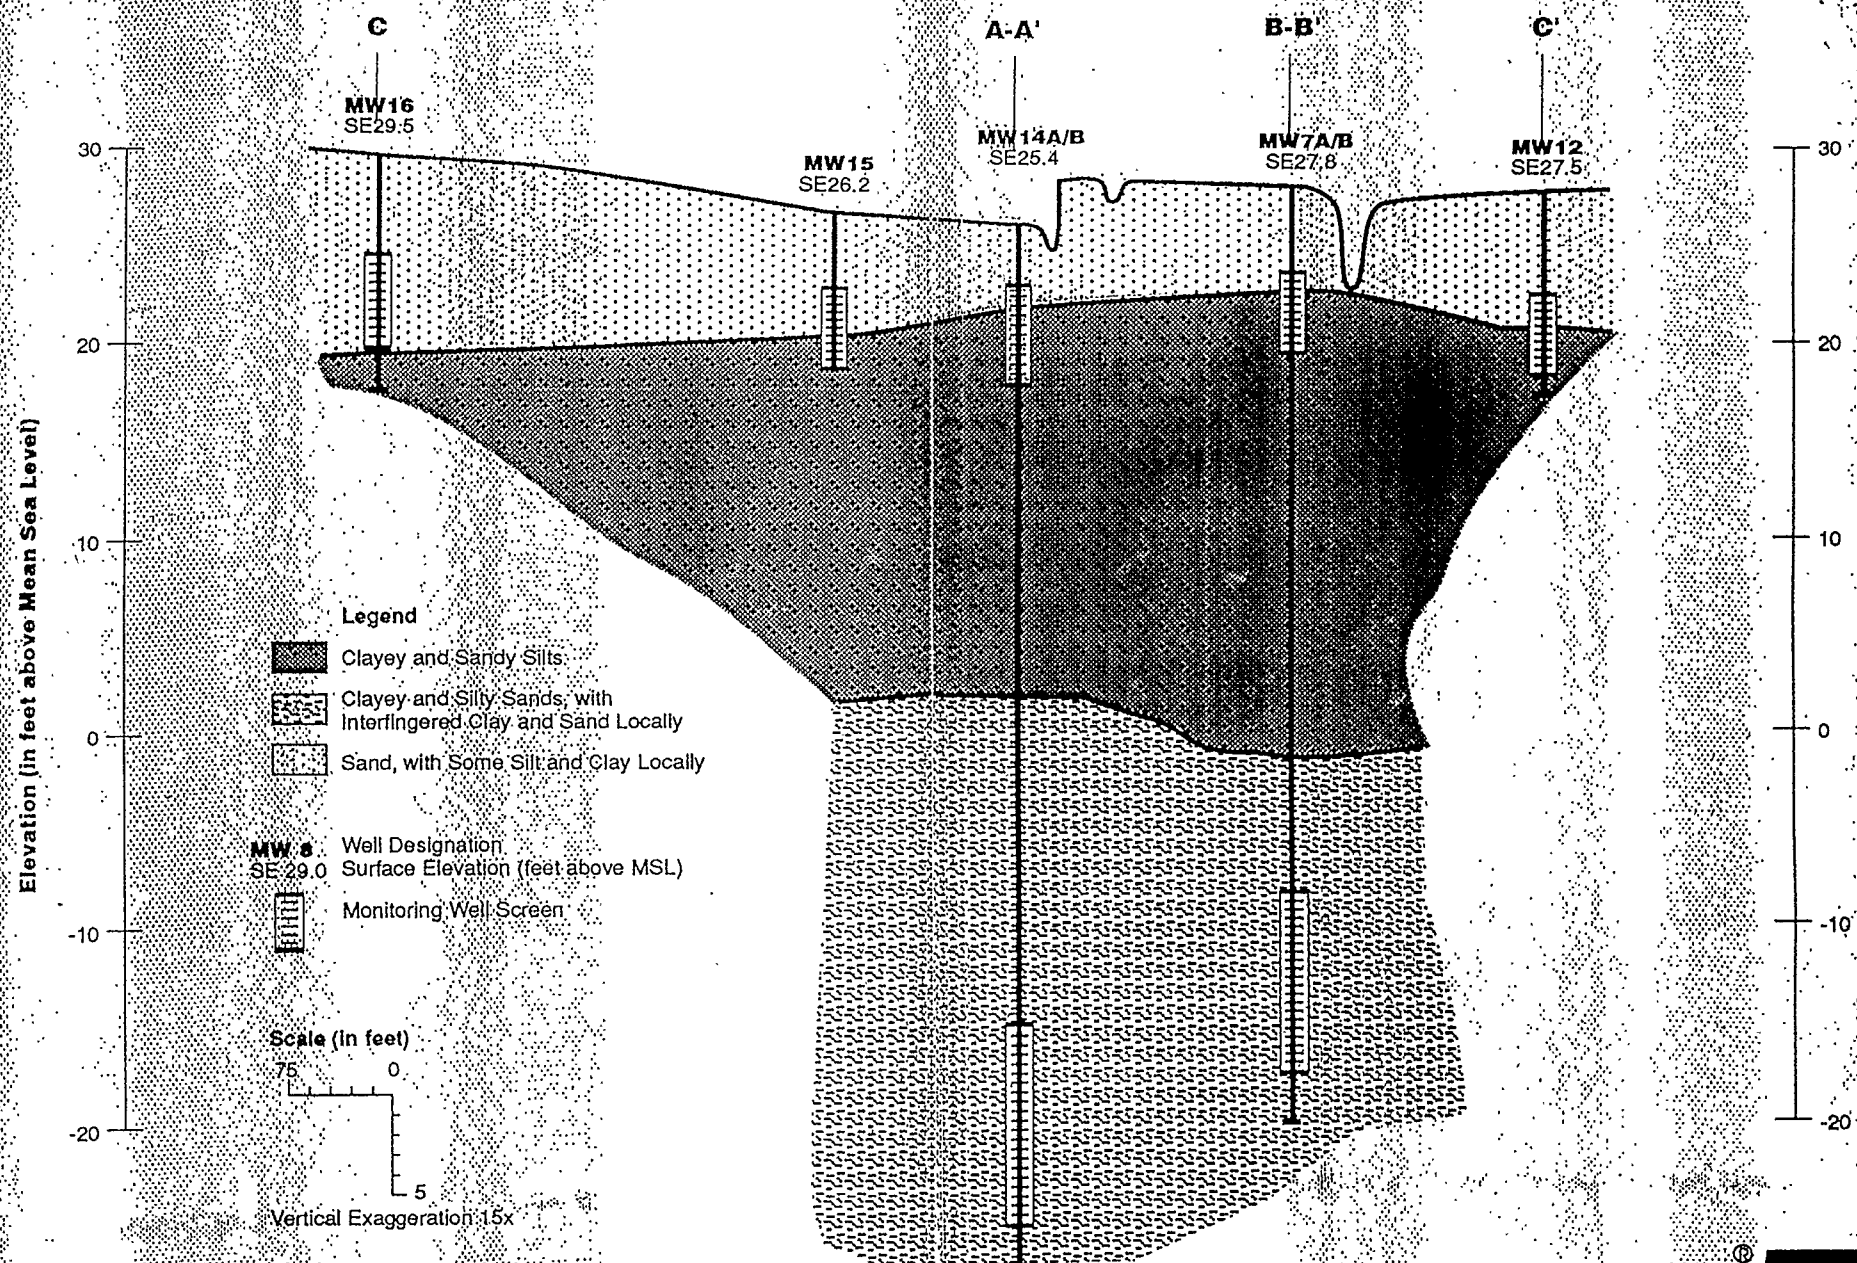 C
A-A'
B-B'
C'
MW16
SE29.5
MW15
SE26.2
MW14A/B
SE25.4
MW7A/B
SE27.8
MW12
SE27.5
30
20
10
0
-10
-20
30
20
10
0
-10
-20
Elevation (in feet above Mean Sea Level)
Legend
Clayey and Sandy Silts
Clayey and Silty Sands, with
Interfingered Clay and Sand Locally
Sand, with Some Silt and Clay Locally
MW 8 Well Designation
SE 29.0 Surface Elevation (feet above MSL)
Monitoring Well Screen
Scale (in feet)
75 0
5
Vertical Exaggeration 15x
®